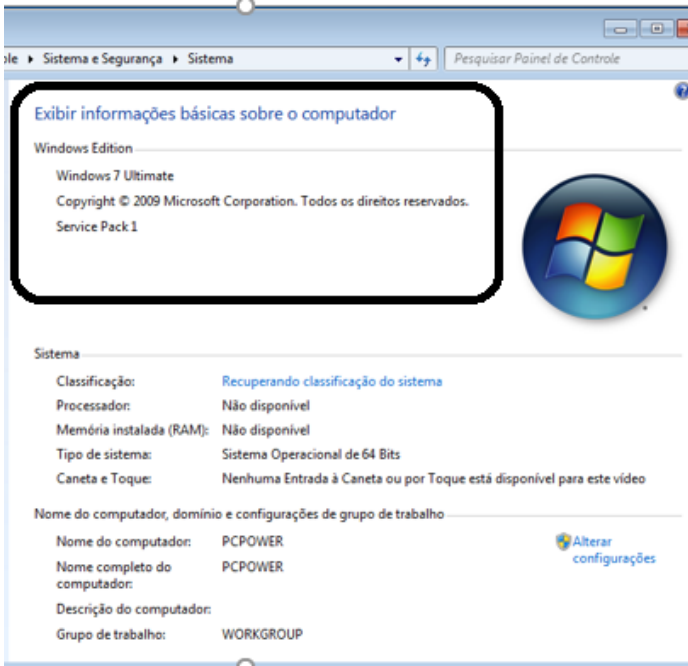 ole ▸ Sistema e Segurança ▸ Sistema
Pesquisar Painel de Controle
Exibir informações básicas sobre o computador
Windows Edition
Windows 7 Ultimate
Copyright © 2009 Microsoft Corporation. Todos os direitos reservados.
Service Pack 1
Sistema
Classificação: Recuperando classificação do sistema
Processador: Não disponível
Memória instalada (RAM): Não disponível
Tipo de sistema: Sistema Operacional de 64 Bits
Caneta e Toque: Nenhuma Entrada à Caneta ou por Toque está disponível para este vídeo
Nome do computador, domínio e configurações de grupo de trabalho
Nome do computador: PCPOWER
Alterar
configurações
Nome completo do
computador: PCPOWER
Descrição do computador:
Grupo de trabalho: WORKGROUP